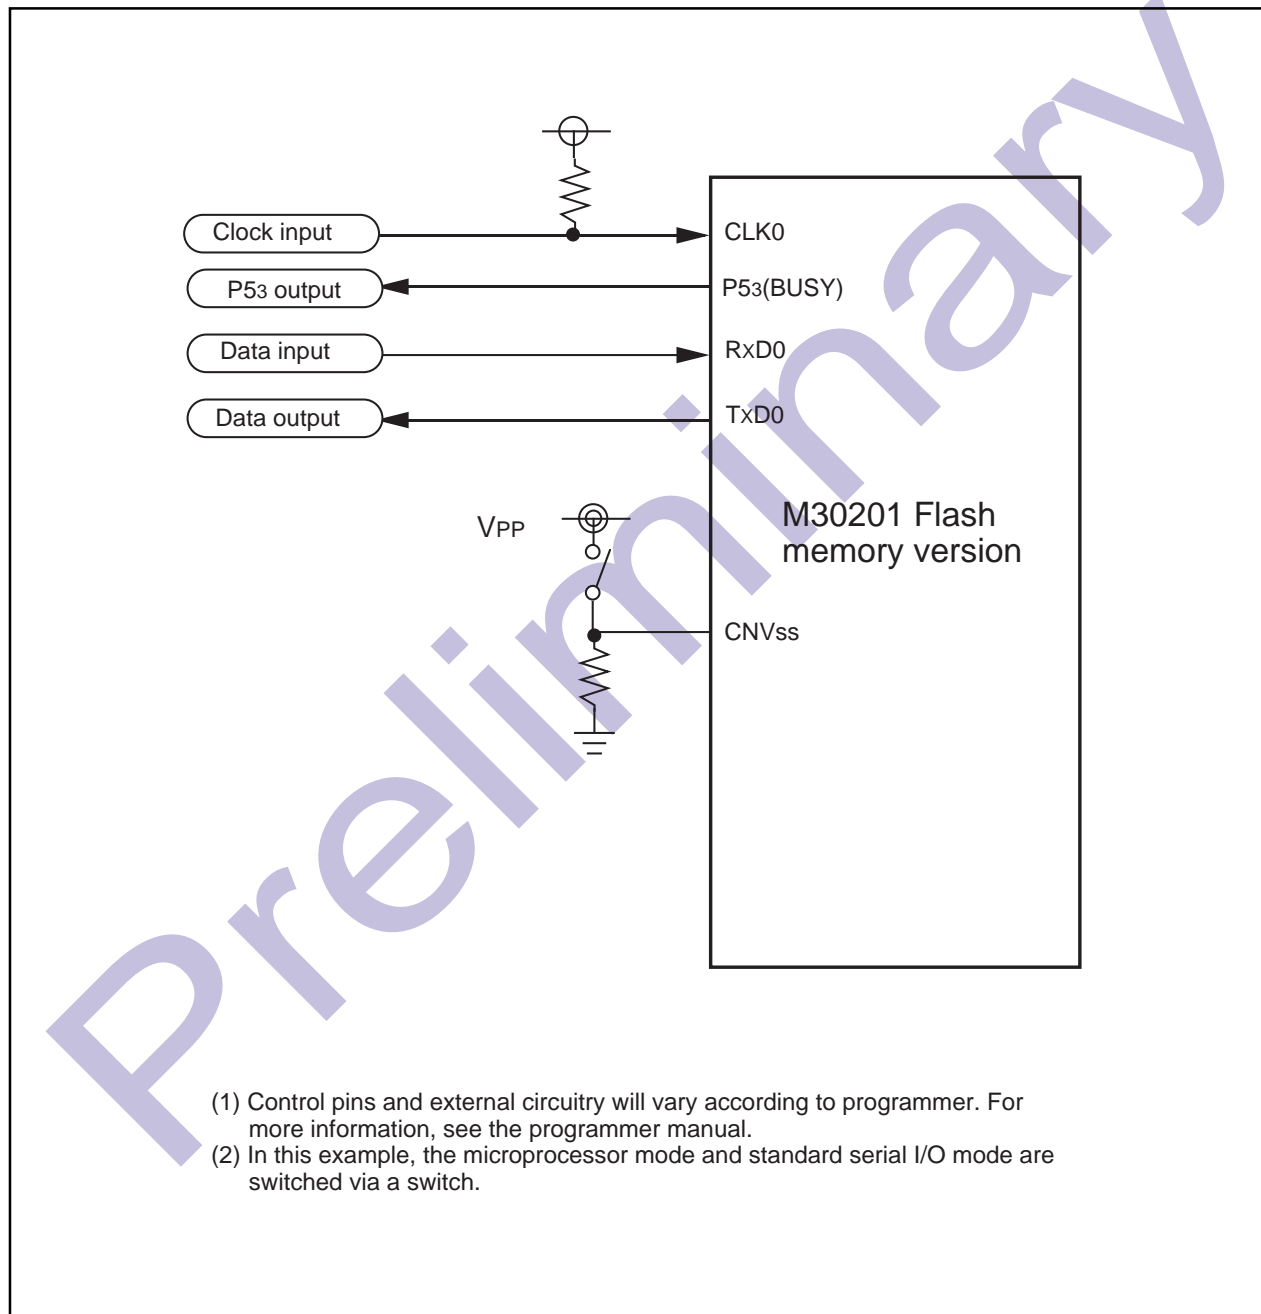 Clock input
CLK0
P53 output
P53(BUSY)
Data input
RXD0
Data output
TXD0
VPP
M30201 Flash
memory version
CNVss
Preliminary
(1) Control pins and external circuitry will vary according to programmer. For
more information, see the programmer manual.
(2) In this example, the microprocessor mode and standard serial I/O mode are
switched via a switch.